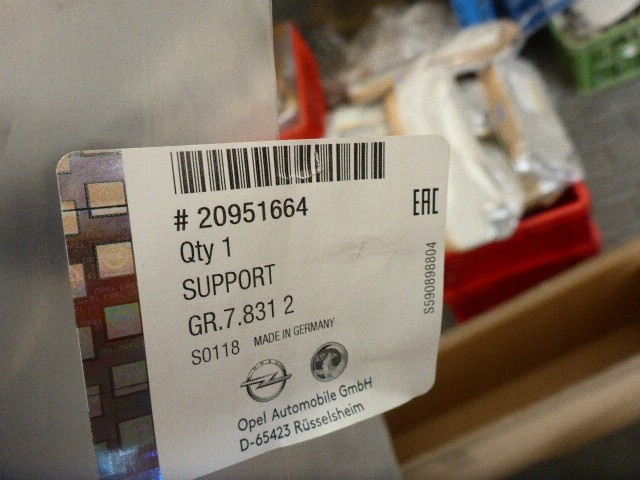 # 20951664
EAC
Qty 1
SUPPORT
GR.7.831 2
S0118 MADE IN GERMANY
S590898804
OPEL
Opel Automobile GmbH
D-65423 Rüsselsheim